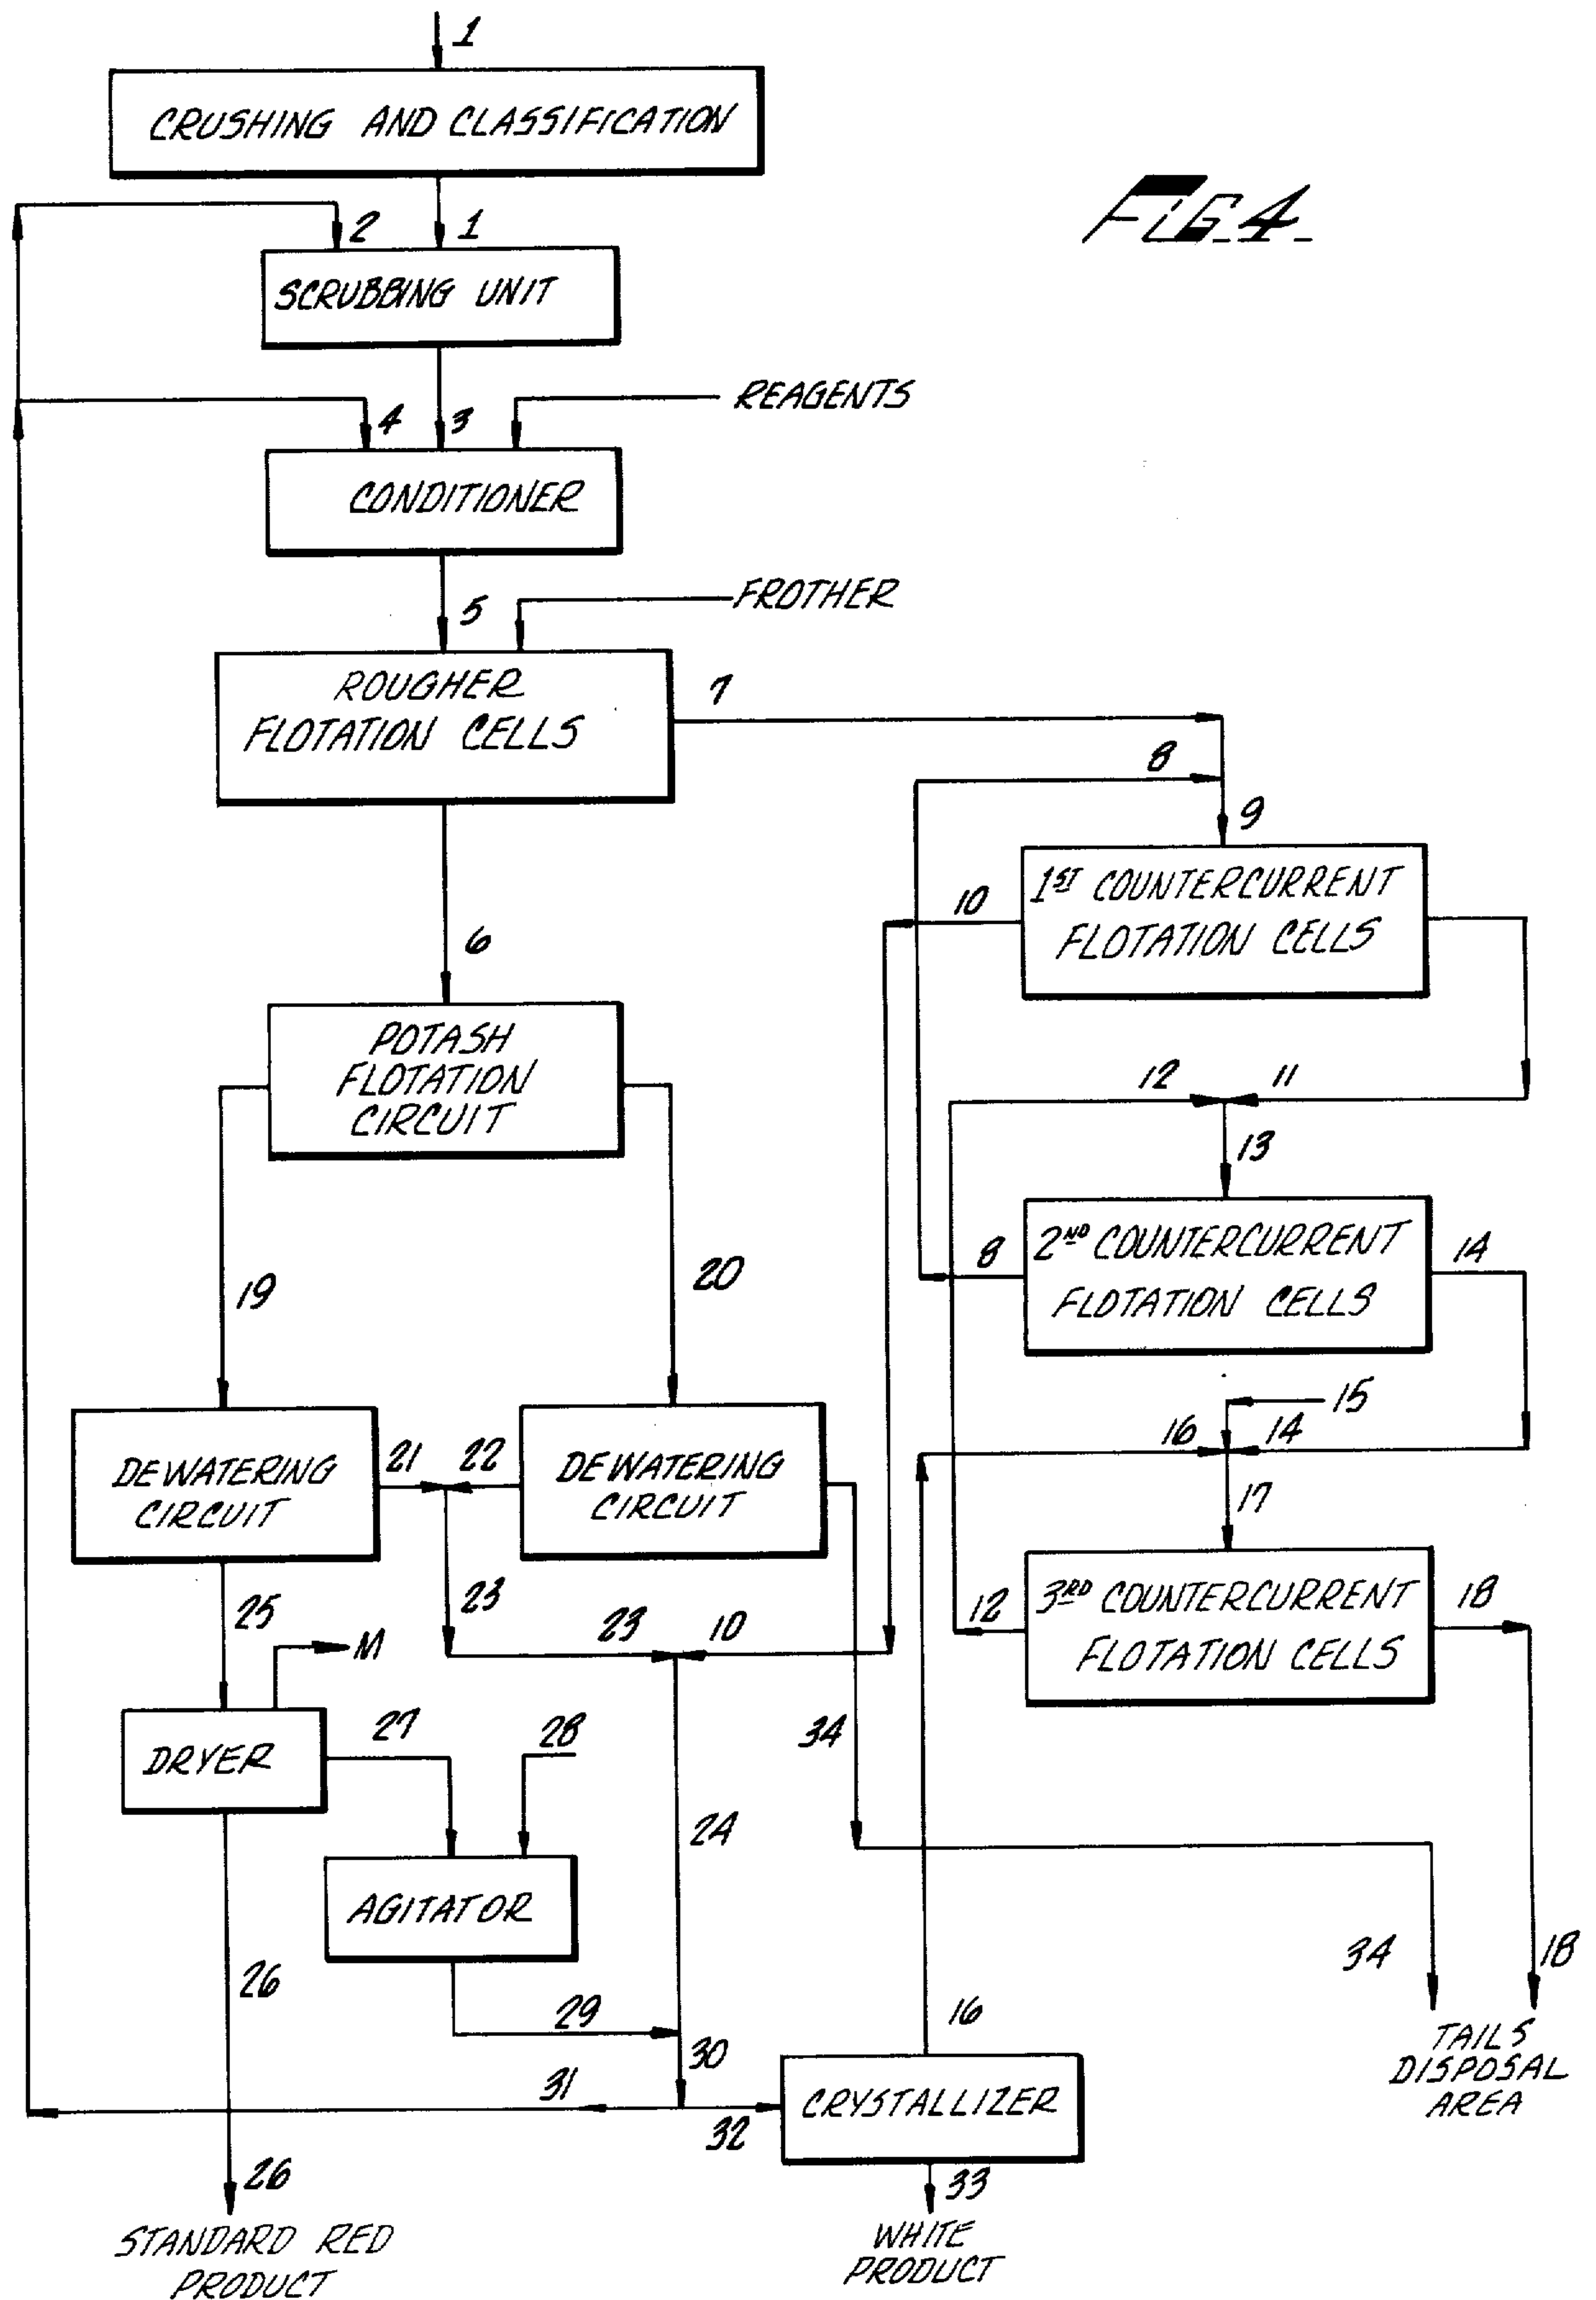 1
CRUSHING AND CLASSIFICATION
FIG. 4
2
1
SCRUBBING UNIT
4
3
REAGENTS
CONDITIONER
5
FROTHER
ROUGHER
FLOTATION CELLS
7
8
9
1ST COUNTERCURRENT
FLOTATION CELLS
10
6
POTASH
FLOTATION
CIRCUIT
12
11
13
2ND COUNTERCURRENT
FLOTATION CELLS
8
14
19
20
15
16
14
DEWATERING
CIRCUIT
21
22
DEWATERING
CIRCUIT
17
3RD COUNTERCURRENT
FLOTATION CELLS
12
18
25
23
23
10
M
DRYER
27
28
34
24
AGITATOR
26
29
16
34
18
TAILS
DISPOSAL
AREA
30
31
32
CRYSTALLIZER
26
33
STANDARD RED
PRODUCT
WHITE
PRODUCT